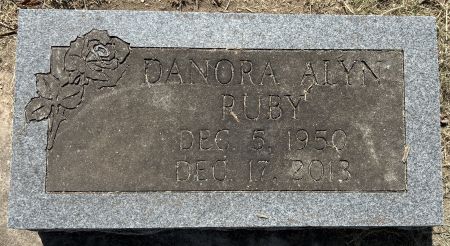 DANORA ALYN
RUBY
DEC. 5, 1950
DEC. 17, 2013